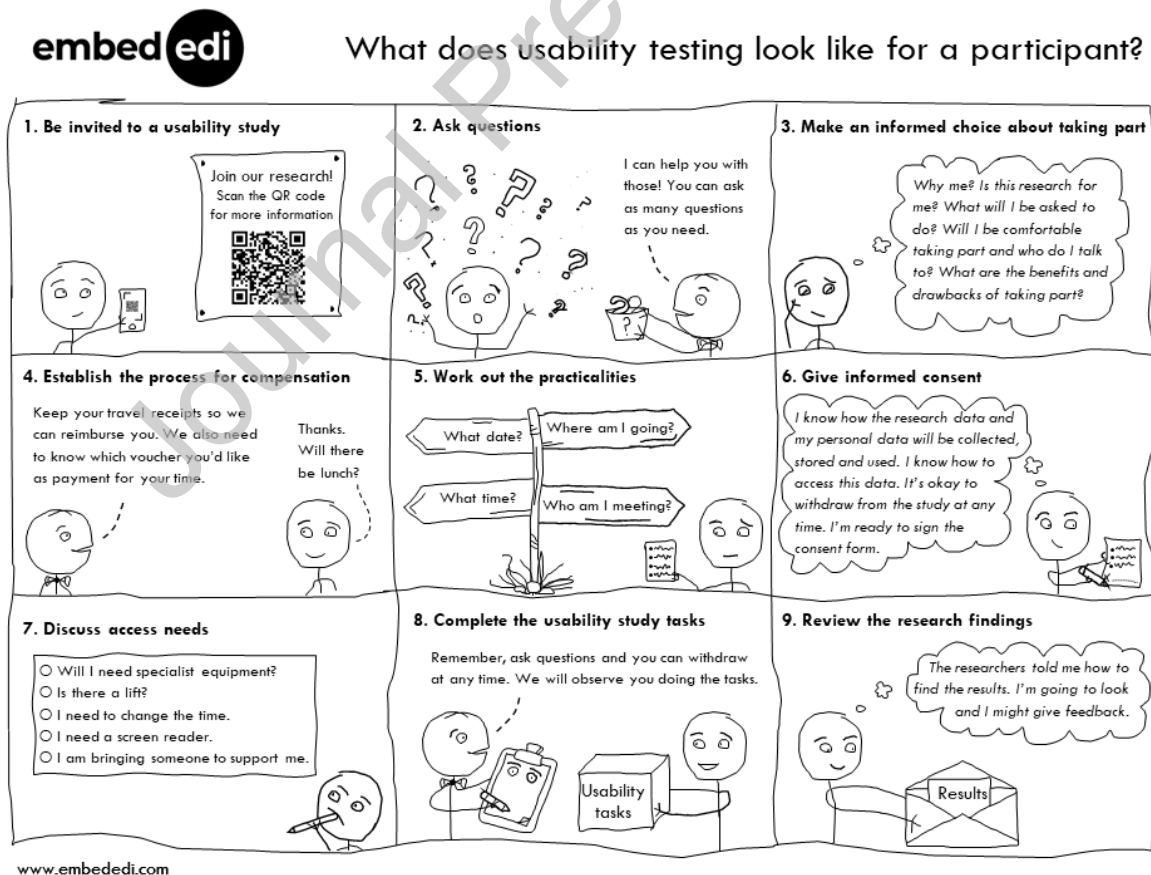 embed edi
What does usability testing look like for a participant?
1. Be invited to a usability study
Join our research!
Scan the QR code
for more information
2. Ask questions
I can help you with
those! You can ask
as many questions
as you need.
3. Make an informed choice about taking part
Why me? Is this research for
me? What will I be asked to
do? Will I be comfortable
taking part and who do I talk
to? What are the benefits and
drawbacks of taking part?
4. Establish the process for compensation
Keep your travel receipts so we
can reimburse you. We also need
to know which voucher you'd like
as payment for your time.
Thanks.
Will there
be lunch?
5. Work out the practicalities
What date?
Where am I going?
What time?
Who am I meeting?
6. Give informed consent
I know how the research data and
my personal data will be collected,
stored and used. I know how to
access this data. It's okay to
withdraw from the study at any
time. I'm ready to sign the
consent form.
7. Discuss access needs
Will I need specialist equipment?
Is there a lift?
I need to change the time.
I need a screen reader.
I am bringing someone to support me.
8. Complete the usability study tasks
Remember, ask questions and you can withdraw
at any time. We will observe you doing the tasks.
Usability
tasks
9. Review the research findings
The researchers told me how to
find the results. I'm going to look
and I might give feedback.
Results
www.embededi.com
Journal Pre